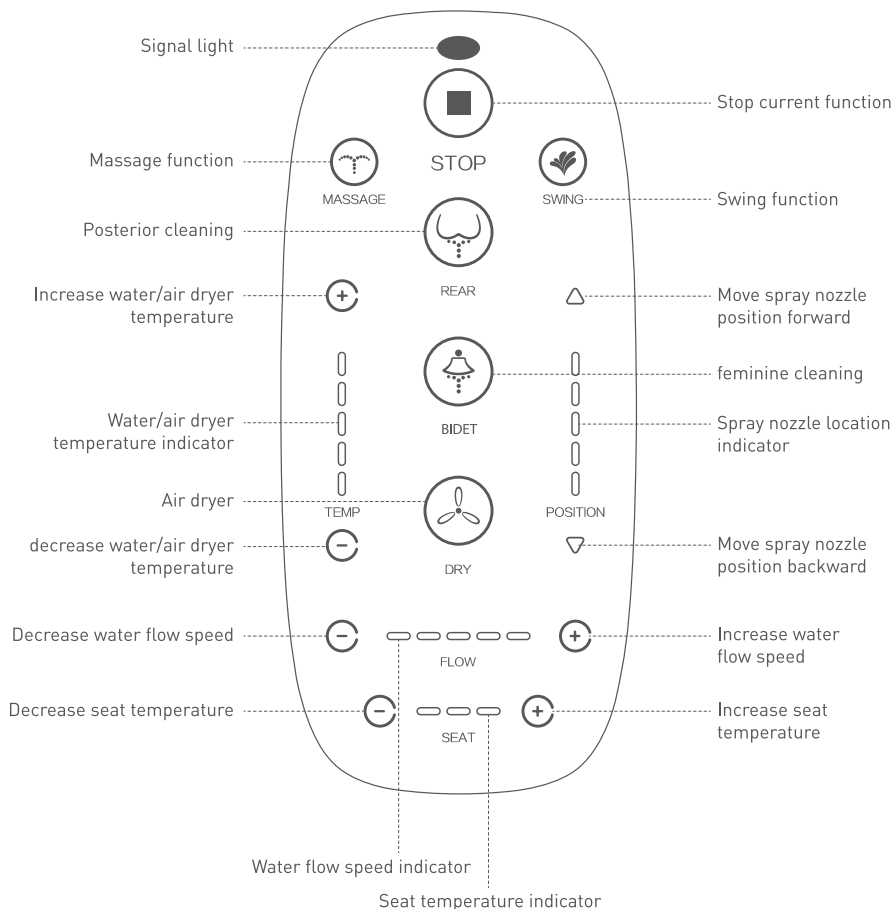 Signal light
Stop current function
Massage function
STOP
MASSAGE
SWING
Swing function
Posterior cleaning
REAR
Increase water/air dryer
temperature
Move spray nozzle
position forward
feminine cleaning
BIDET
Water/air dryer
temperature indicator
Spray nozzle location
indicator
Air dryer
TEMP
POSITION
decrease water/air dryer
temperature
DRY
Move spray nozzle
position backward
Decrease water flow speed
FLOW
Increase water
flow speed
Decrease seat temperature
SEAT
Increase seat
temperature
Water flow speed indicator
Seat temperature indicator